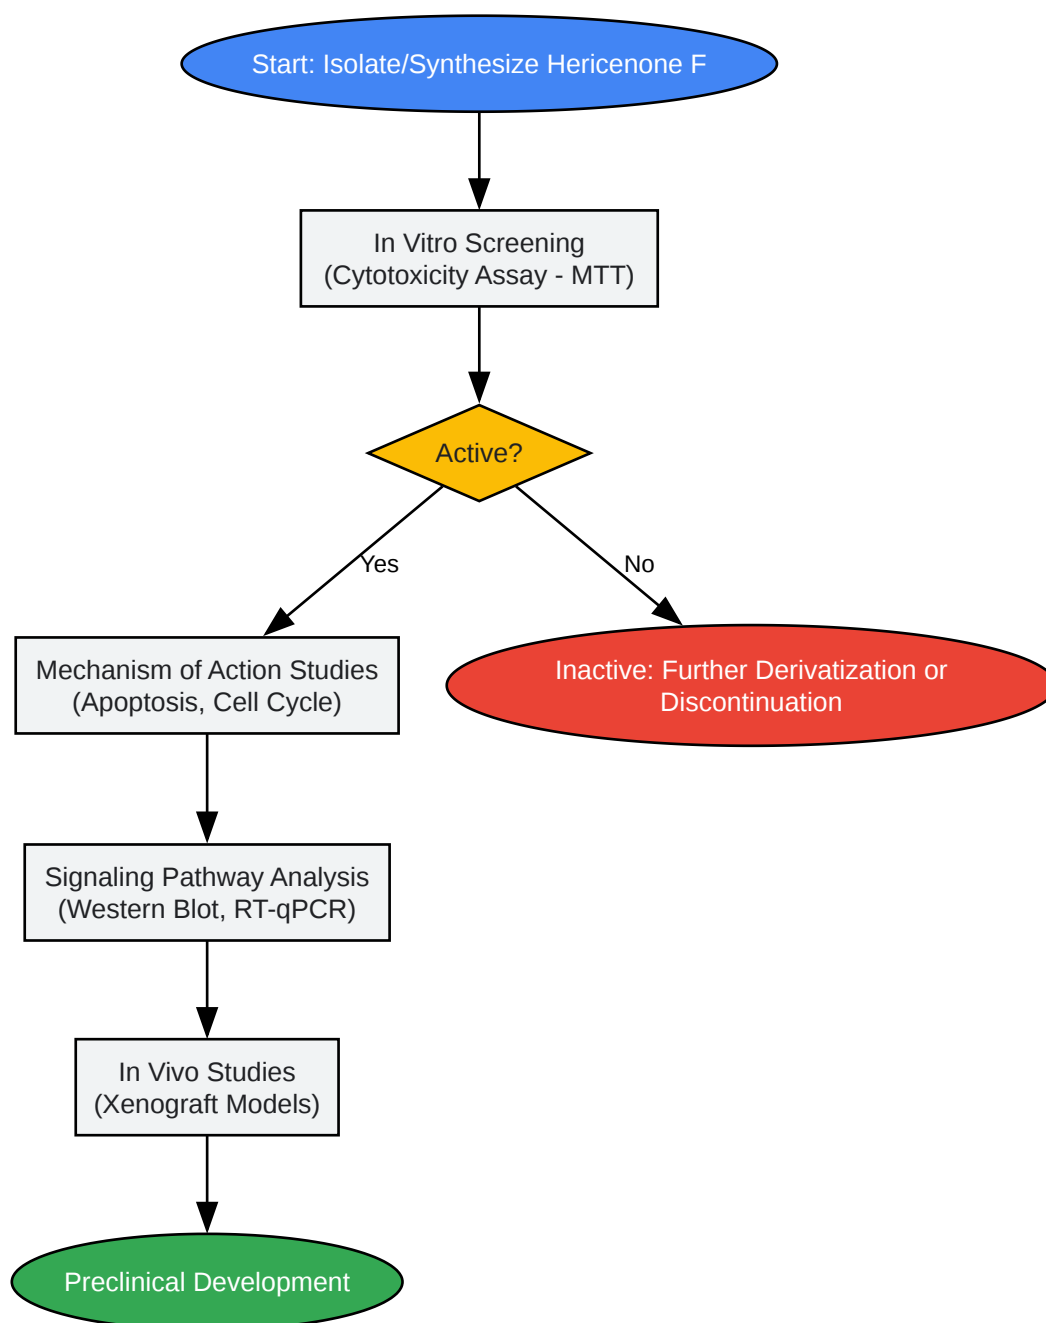 Start: Isolate/Synthesize Hericenone F
In Vitro Screening
(Cytotoxicity Assay - MTT)
Active?
Yes
No
Mechanism of Action Studies
(Apoptosis, Cell Cycle)
Inactive: Further Derivatization or
Discontinuation
Signaling Pathway Analysis
(Western Blot, RT-qPCR)
In Vivo Studies
(Xenograft Models)
Preclinical Development